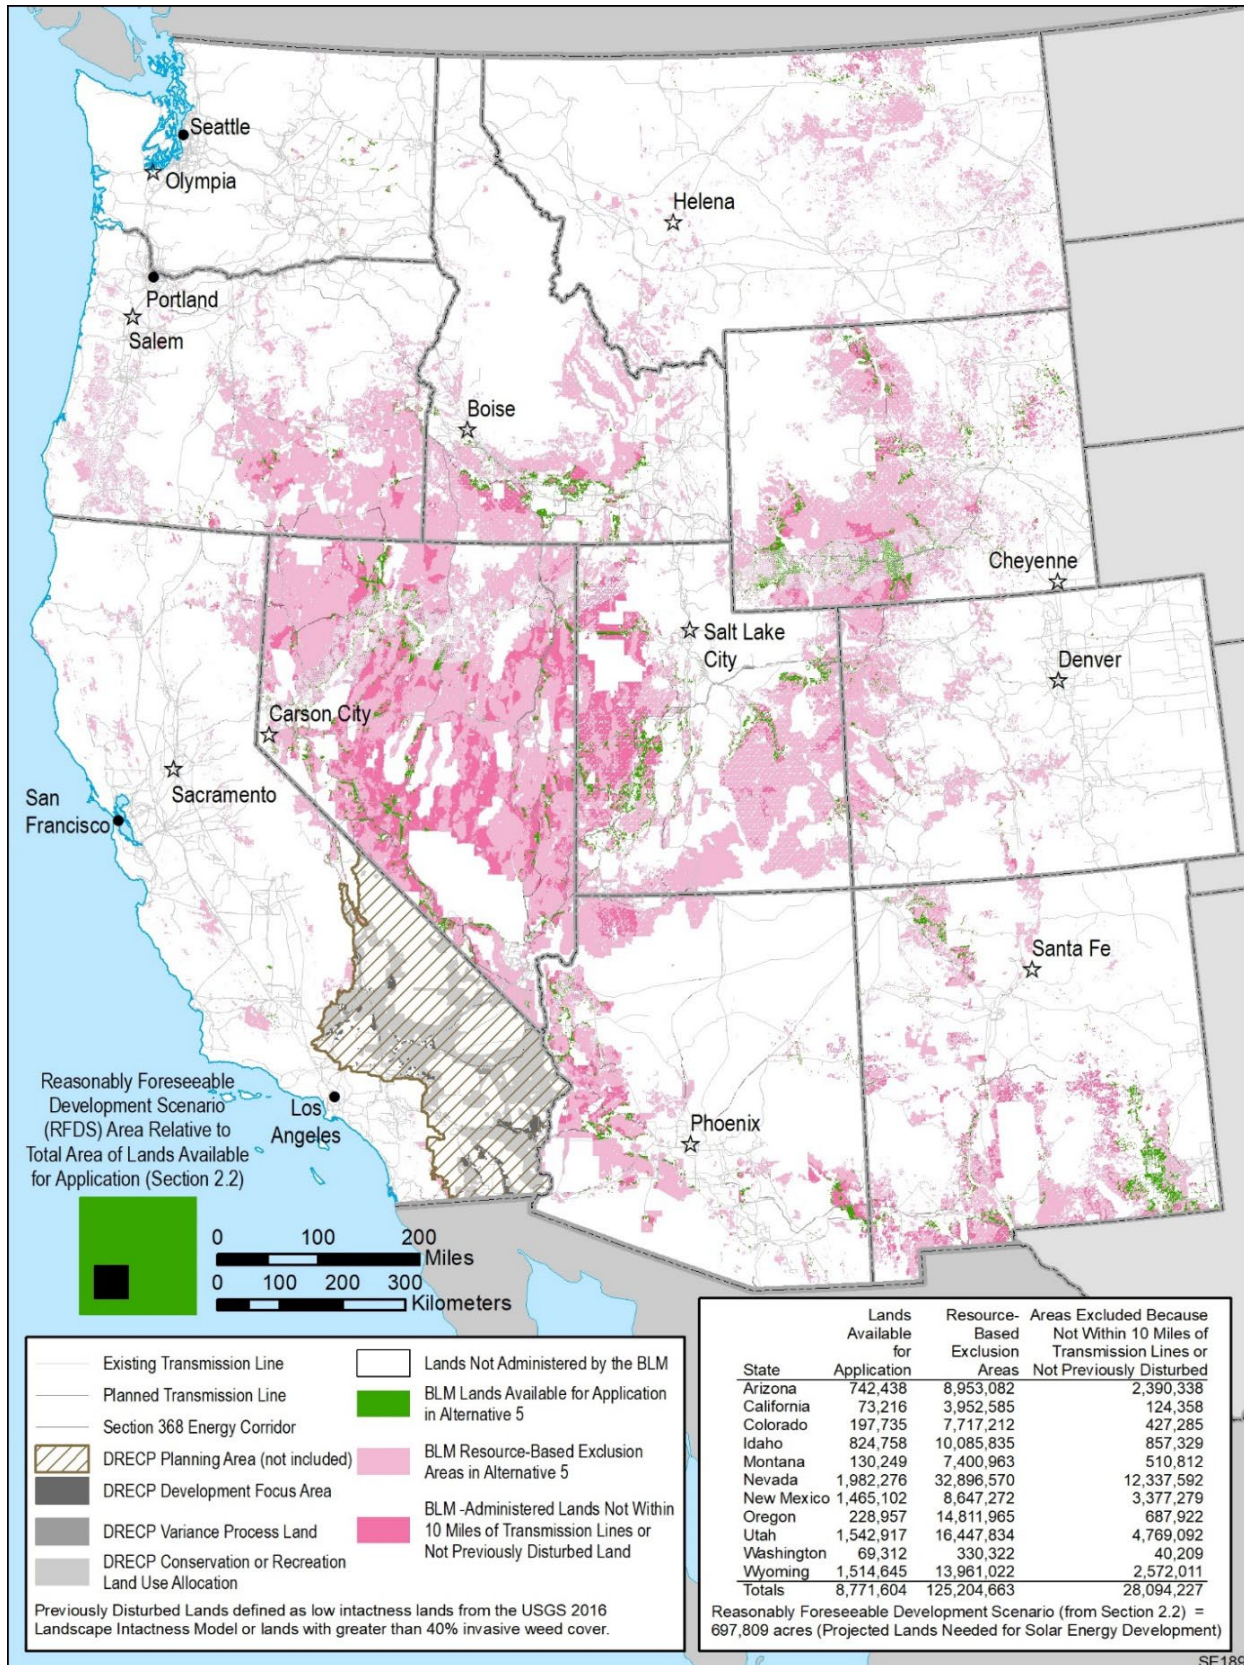 Seattle
Olympia
Helena
Portland
Salem
Boise
Cheyenne
Salt Lake
City
Denver
Carson City
Sacramento
San
Francisco
Santa Fe
Los
Angeles
Phoenix
Reasonably Foreseeable
Development Scenario
(RFDS) Area Relative to
Total Area of Lands Available
for Application (Section 2.2)
0 100 200
Miles
0 100 200 300
Kilometers
Existing Transmission Line
Planned Transmission Line
Section 368 Energy Corridor
DRECP Planning Area (not included)
DRECP Development Focus Area
DRECP Variance Process Land
DRECP Conservation or Recreation
Land Use Allocation
Lands Not Administered by the BLM
BLM Lands Available for Application
in Alternative 5
BLM Resource-Based Exclusion
Areas in Alternative 5
BLM -Administered Lands Not Within
10 Miles of Transmission Lines or
Not Previously Disturbed Land
Previously Disturbed Lands defined as low intactness lands from the USGS 2016
Landscape Intactness Model or lands with greater than 40% invasive weed cover.
Lands Resource- Areas Excluded Because
Available Based Not Within 10 Miles of
for Exclusion Transmission Lines or
State Application Areas Not Previously Disturbed
Arizona 742,438 8,953,082 2,390,338
California 73,216 3,952,585 124,358
Colorado 197,735 7,717,212 427,285
Idaho 824,758 10,085,835 857,329
Montana 130,249 7,400,963 510,812
Nevada 1,982,276 32,896,570 12,337,592
New Mexico 1,465,102 8,647,272 3,377,279
Oregon 228,957 14,811,965 687,922
Utah 1,542,917 16,447,834 4,769,092
Washington 69,312 330,322 40,209
Wyoming 1,514,645 13,961,022 2,572,011
Totals 8,771,604 125,204,663 28,094,227
Reasonably Foreseeable Development Scenario (from Section 2.2) =
697,809 acres (Projected Lands Needed for Solar Energy Development)
SE189